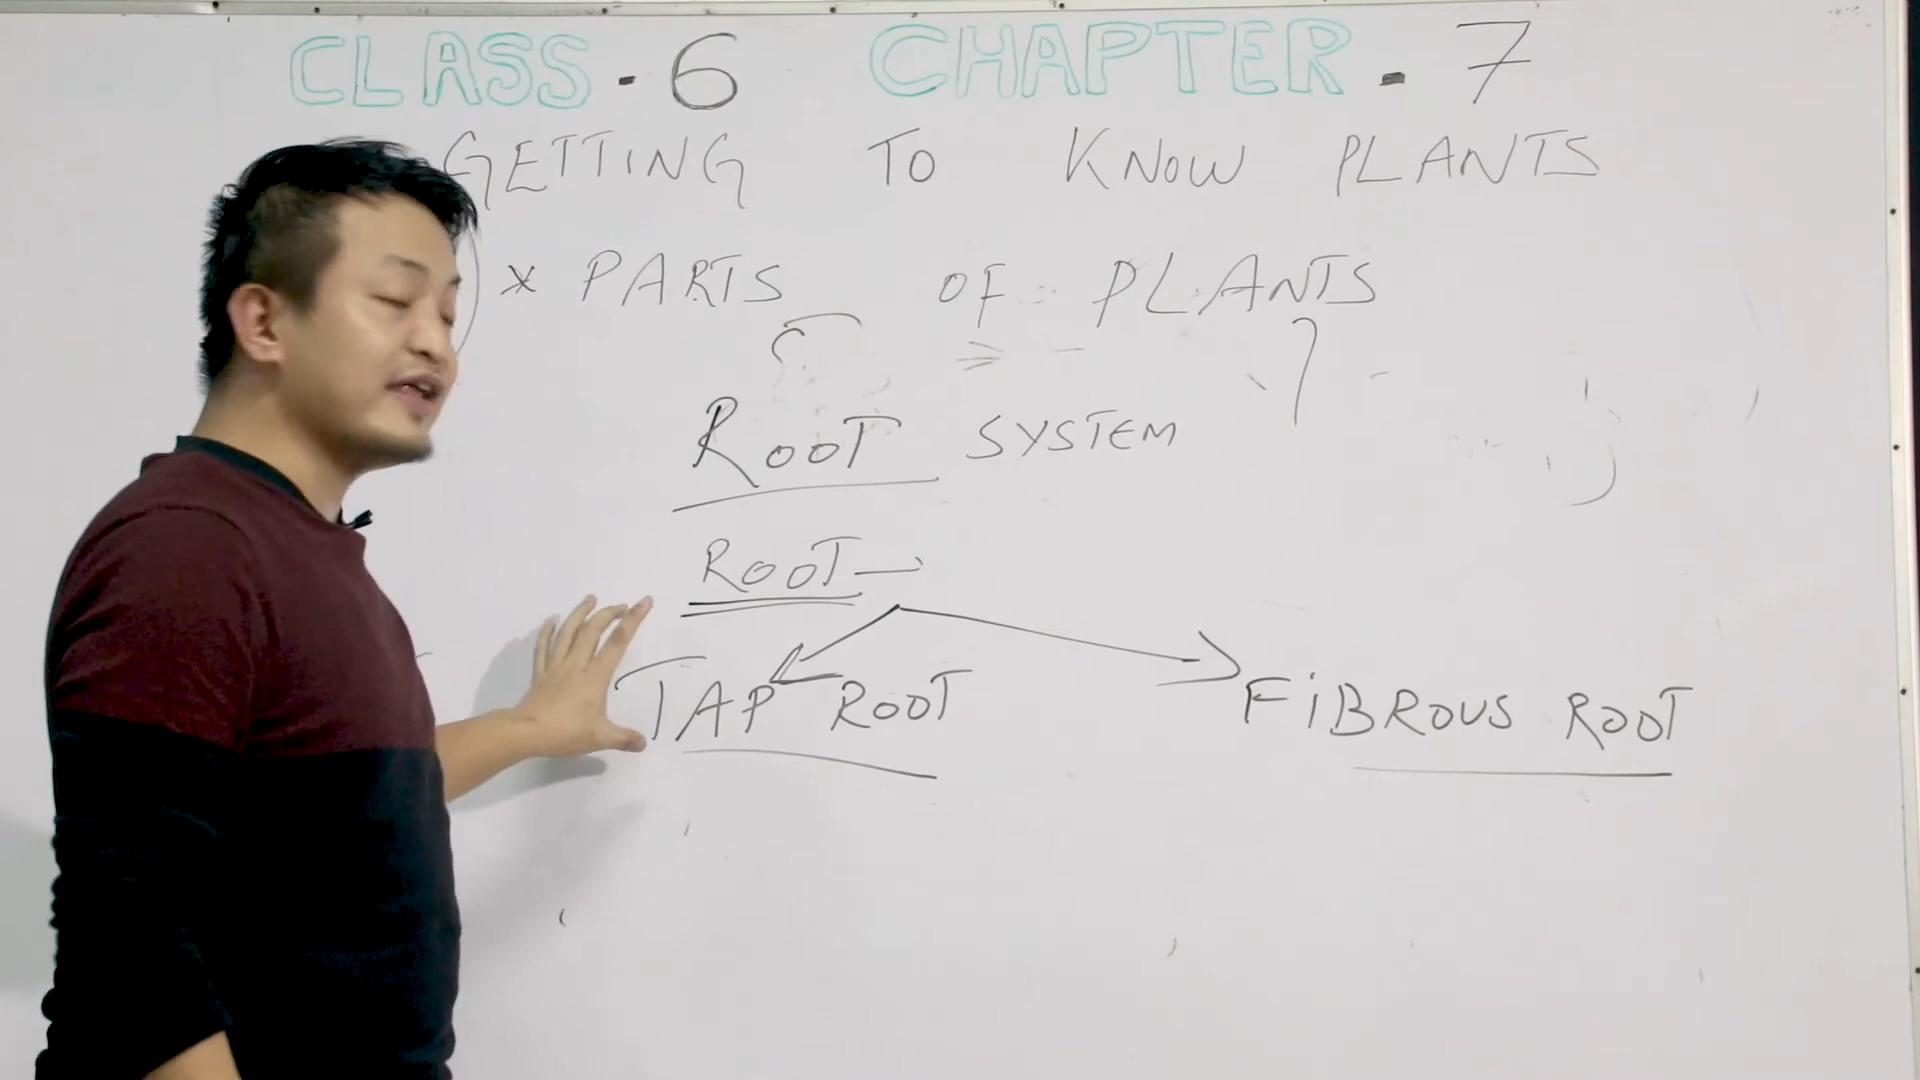 CLASS. 6 CHAPTER. 7
GETTING TO KNOW PLANTS
x PARTS OF PLANTS
ROOT SYSTEM
ROOT
TAP ROOT FiBROUS ROOT